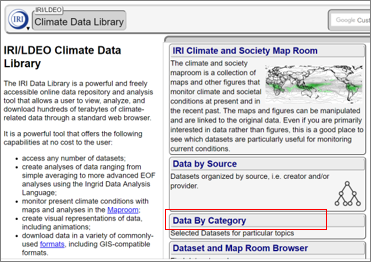 IRI/LDEO
Climate Data Library
IRI
Google Custom
IRI/LDEO Climate Data
Library
The IRI Data Library is a powerful and freely
accessible online data repository and analysis
tool that allows a user to view, analyze, and
download hundreds of terabytes of climate-
related data through a standard web browser.
It is a powerful tool that offers the following
capabilities at no cost to the user:
access any number of datasets;
create analyses of data ranging from
simple averaging to more advanced EOF
analyses using the Ingrid Data Analysis
Language;
monitor present climate conditions with
maps and analyses in the Maproom;
create visual representations of data,
including animations;
download data in a variety of commonly-
used formats, including GIS-compatible
formats.
IRI Climate and Society Map Room
The climate and society
maproom is a collection of
maps and other figures that
monitor climate and societal
conditions at present and in
the recent past. The maps and figures can be manipulated
and are linked to the original data. Even if you are primarily
interested in data rather than figures, this is a good place to
see which datasets are particularly useful for monitoring
current conditions.
Data by Source
Datasets organized by source, i.e. creator and/or
provider.
Data By Category
Selected Datasets for particular topics
Dataset and Map Room Browser